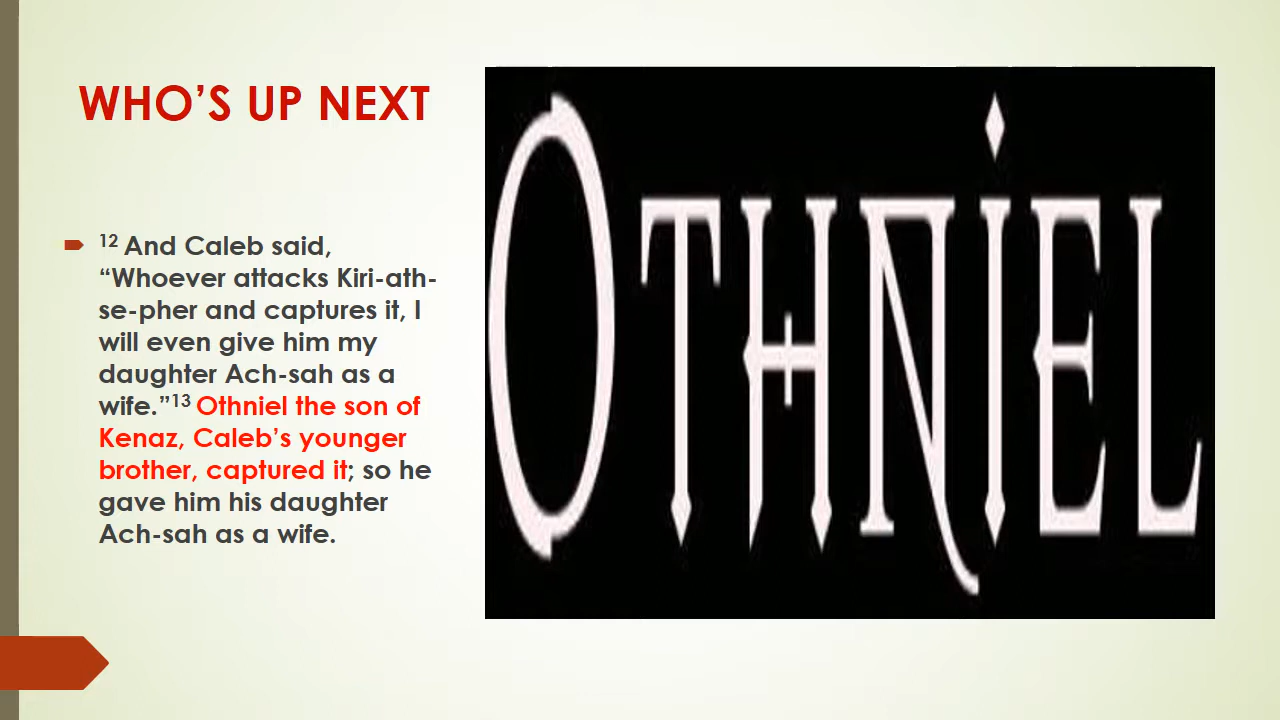 WHO’S UP NEXT
12 And Caleb said,
“Whoever attacks Kiri-ath-
se-pher and captures it, I
will even give him my
daughter Ach-sah as a
wife.”13 Othniel the son of
Kenaz, Caleb’s younger
brother, captured it; so he
gave him his daughter
Ach-sah as a wife.
OTHNiEL